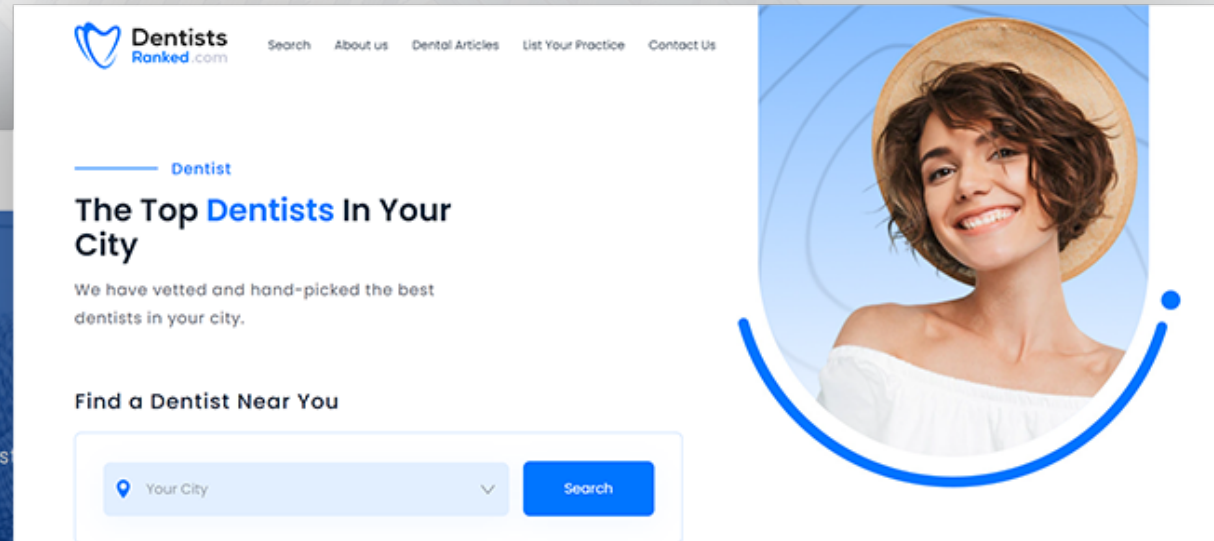 Dentists
Ranked.com
Search About us Dental Articles List Your Practice Contact Us
Dentist
The Top Dentists In Your
City
We have vetted and hand-picked the best
dentists in your city.
Find a Dentist Near You
Your City
Search